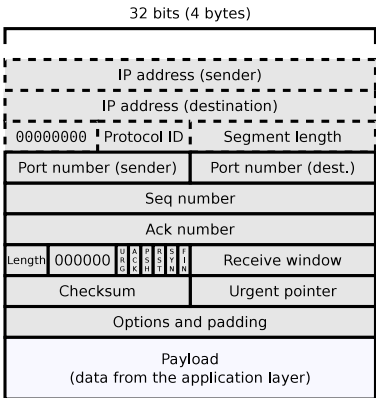 32 bits (4 bytes)
IP address (sender)
IP address (destination)
00000000 Protocol ID Segment length
Port number (sender) Port number (dest.)
Seq number
Ack number
Length 000000 URG ACK PSH RST SYN FIN Receive window
Checksum Urgent pointer
Options and padding
Payload
(data from the application layer)